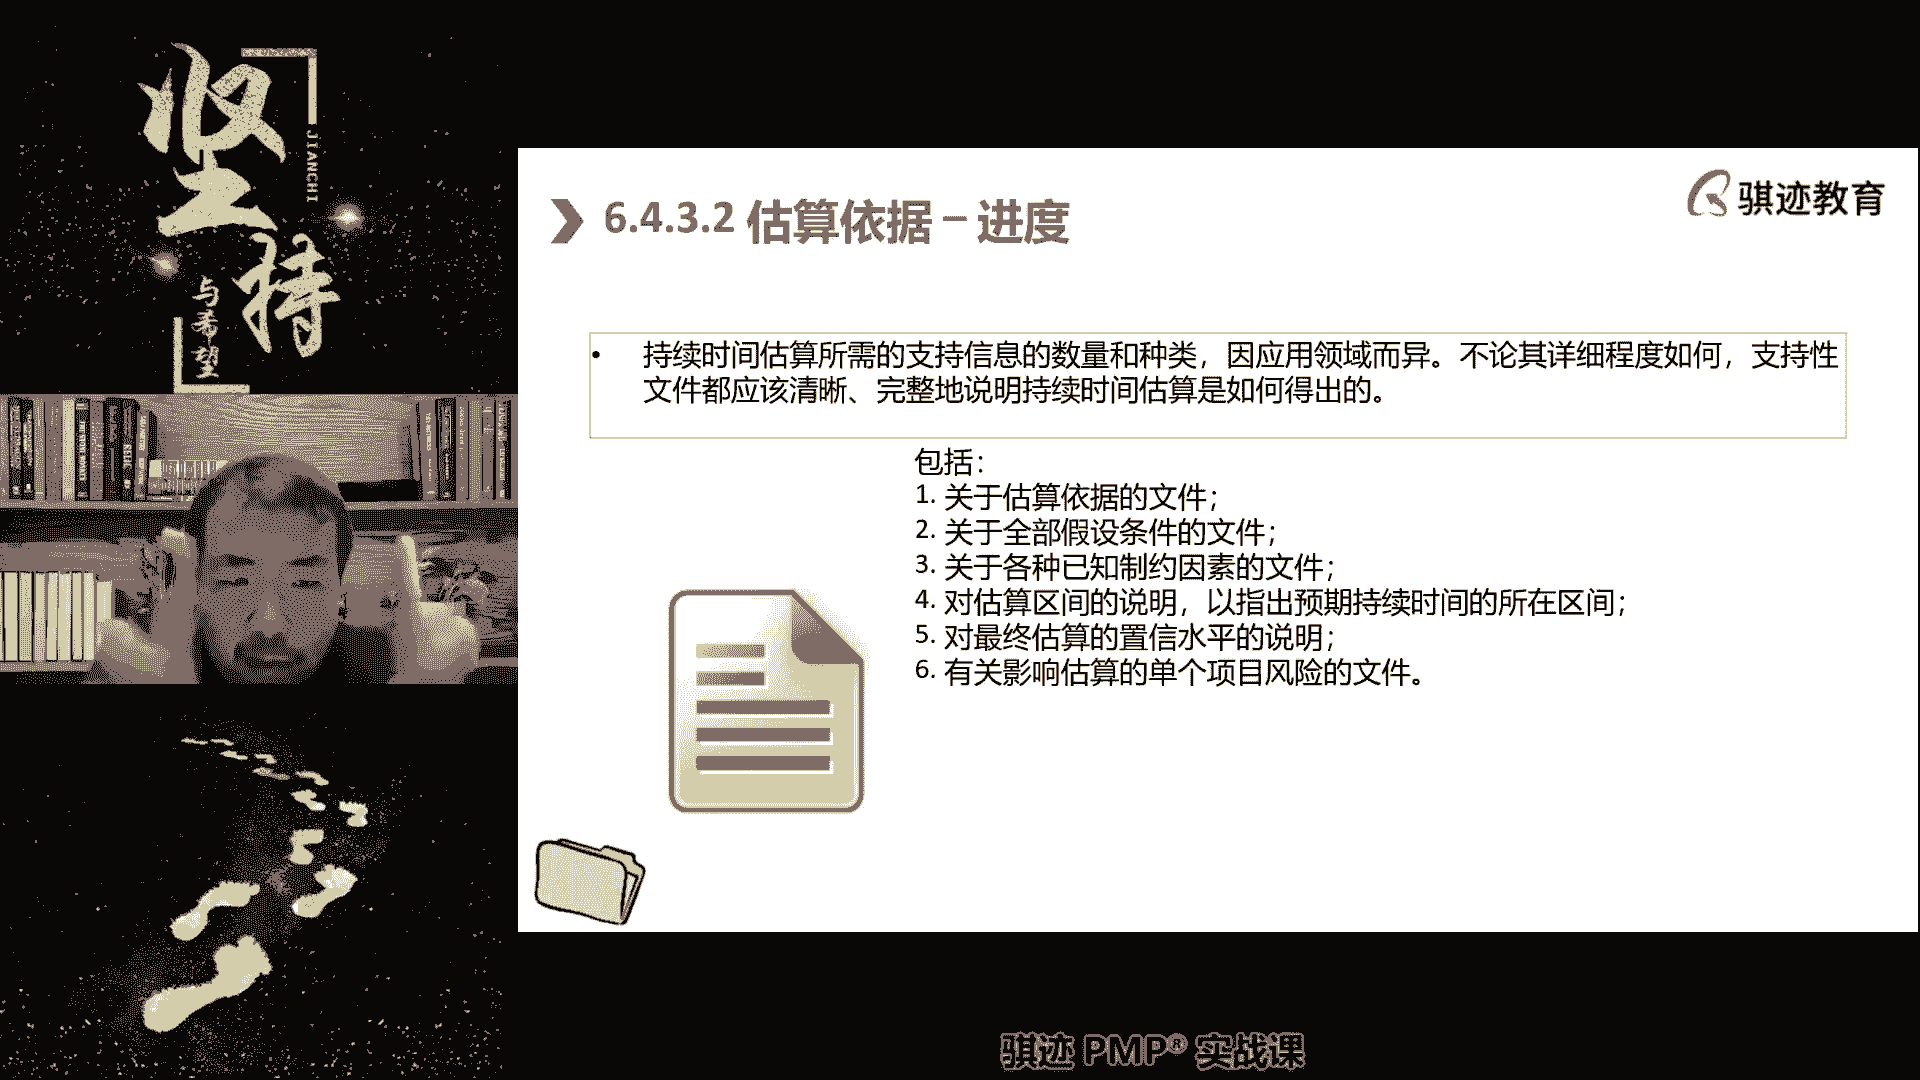 坚持
JIANCHI
与希望
骐迹教育
6.4.3.2 估算依据 – 进度
• 持续时间估算所需的支持信息的数量和种类，因应用领域而异。不论其详细程度如何，支持性
文件都应该清晰、完整地说明持续时间估算是如何得出的。
包括：
1. 关于估算依据的文件；
2. 关于全部假设条件的文件；
3. 关于各种已知制约因素的文件；
4. 对估算区间的说明，以指出预期持续时间的所在区间；
5. 对最终估算的置信水平的说明；
6. 有关影响估算的单个项目风险的文件。
骐迹 PMP® 实战课